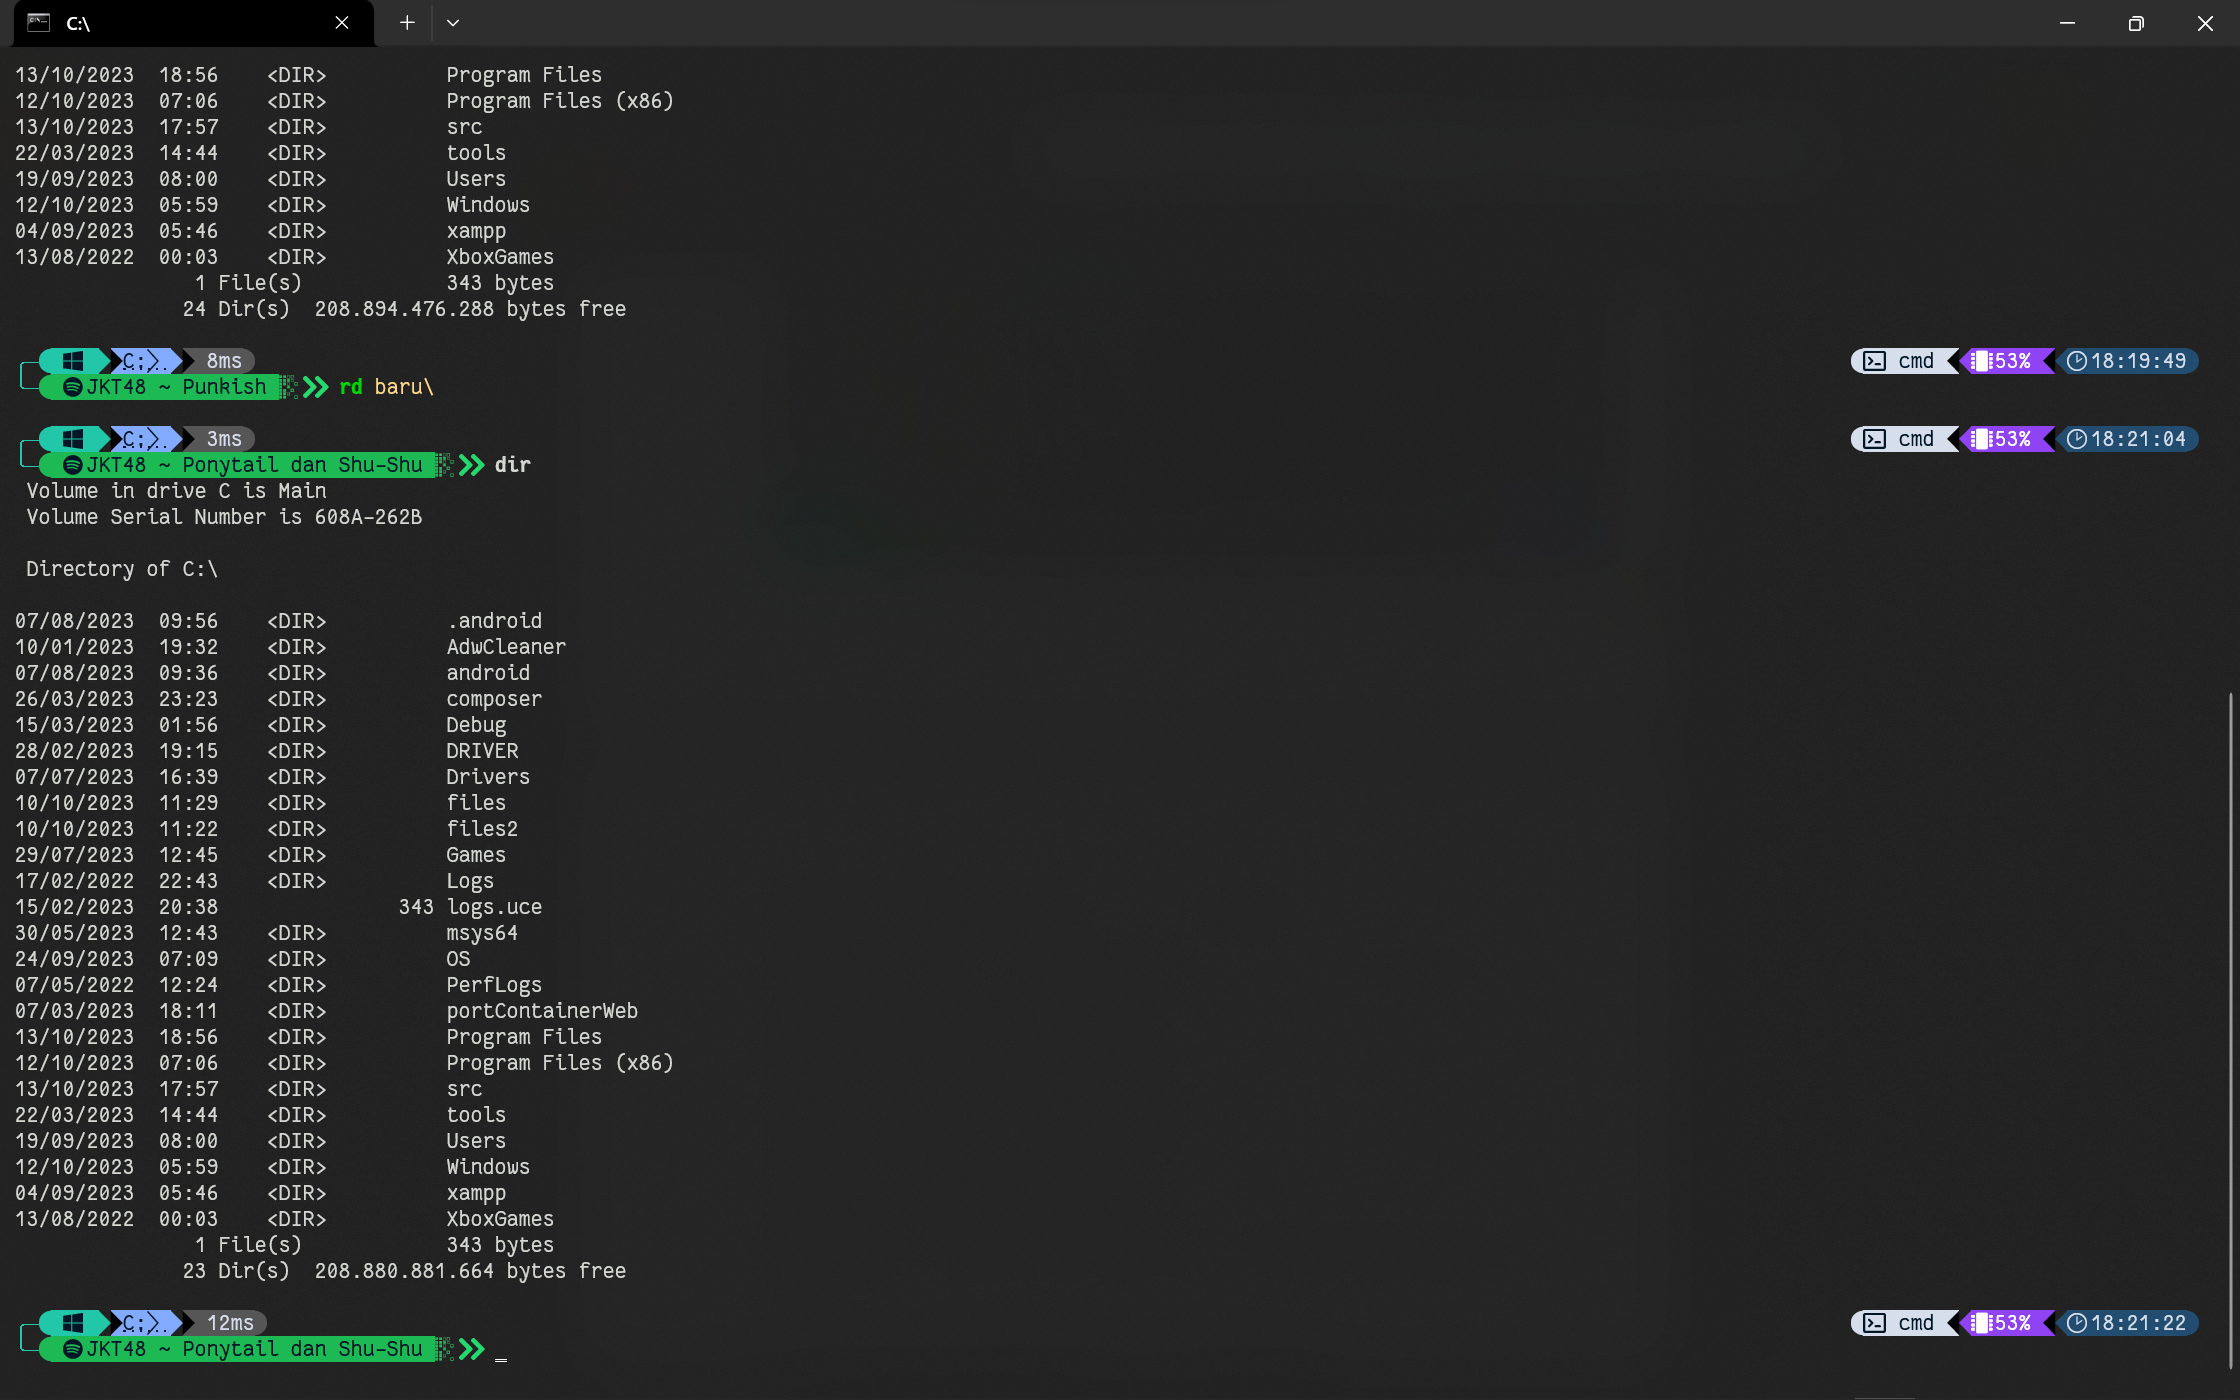 C:\
13/10/2023  18:56    <DIR>          Program Files
12/10/2023  07:06    <DIR>          Program Files (x86)
13/10/2023  17:57    <DIR>          src
22/03/2023  14:44    <DIR>          tools
19/09/2023  08:00    <DIR>          Users
12/10/2023  05:59    <DIR>          Windows
04/09/2023  05:46    <DIR>          xampp
13/08/2022  00:03    <DIR>          XboxGames
               1 File(s)            343 bytes
              24 Dir(s)  208.894.476.288 bytes free
C:\ 8ms cmd 53% 18:19:49
JKT48 ~ Punkish rd baru\
C:\ 3ms cmd 53% 18:21:04
JKT48 ~ Ponytail dan Shu-Shu dir
 Volume in drive C is Main
 Volume Serial Number is 608A-262B
 Directory of C:\
07/08/2023  09:56    <DIR>          .android
10/01/2023  19:32    <DIR>          AdwCleaner
07/08/2023  09:36    <DIR>          android
26/03/2023  23:23    <DIR>          composer
15/03/2023  01:56    <DIR>          Debug
28/02/2023  19:15    <DIR>          DRIVER
07/07/2023  16:39    <DIR>          Drivers
10/10/2023  11:29    <DIR>          files
10/10/2023  11:22    <DIR>          files2
29/07/2023  12:45    <DIR>          Games
17/02/2022  22:43    <DIR>          Logs
15/02/2023  20:38               343 logs.uce
30/05/2023  12:43    <DIR>          msys64
24/09/2023  07:09    <DIR>          OS
07/05/2022  12:24    <DIR>          PerfLogs
07/03/2023  18:11    <DIR>          portContainerWeb
13/10/2023  18:56    <DIR>          Program Files
12/10/2023  07:06    <DIR>          Program Files (x86)
13/10/2023  17:57    <DIR>          src
22/03/2023  14:44    <DIR>          tools
19/09/2023  08:00    <DIR>          Users
12/10/2023  05:59    <DIR>          Windows
04/09/2023  05:46    <DIR>          xampp
13/08/2022  00:03    <DIR>          XboxGames
               1 File(s)            343 bytes
              23 Dir(s)  208.880.881.664 bytes free
C:\ 12ms cmd 53% 18:21:22
JKT48 ~ Ponytail dan Shu-Shu